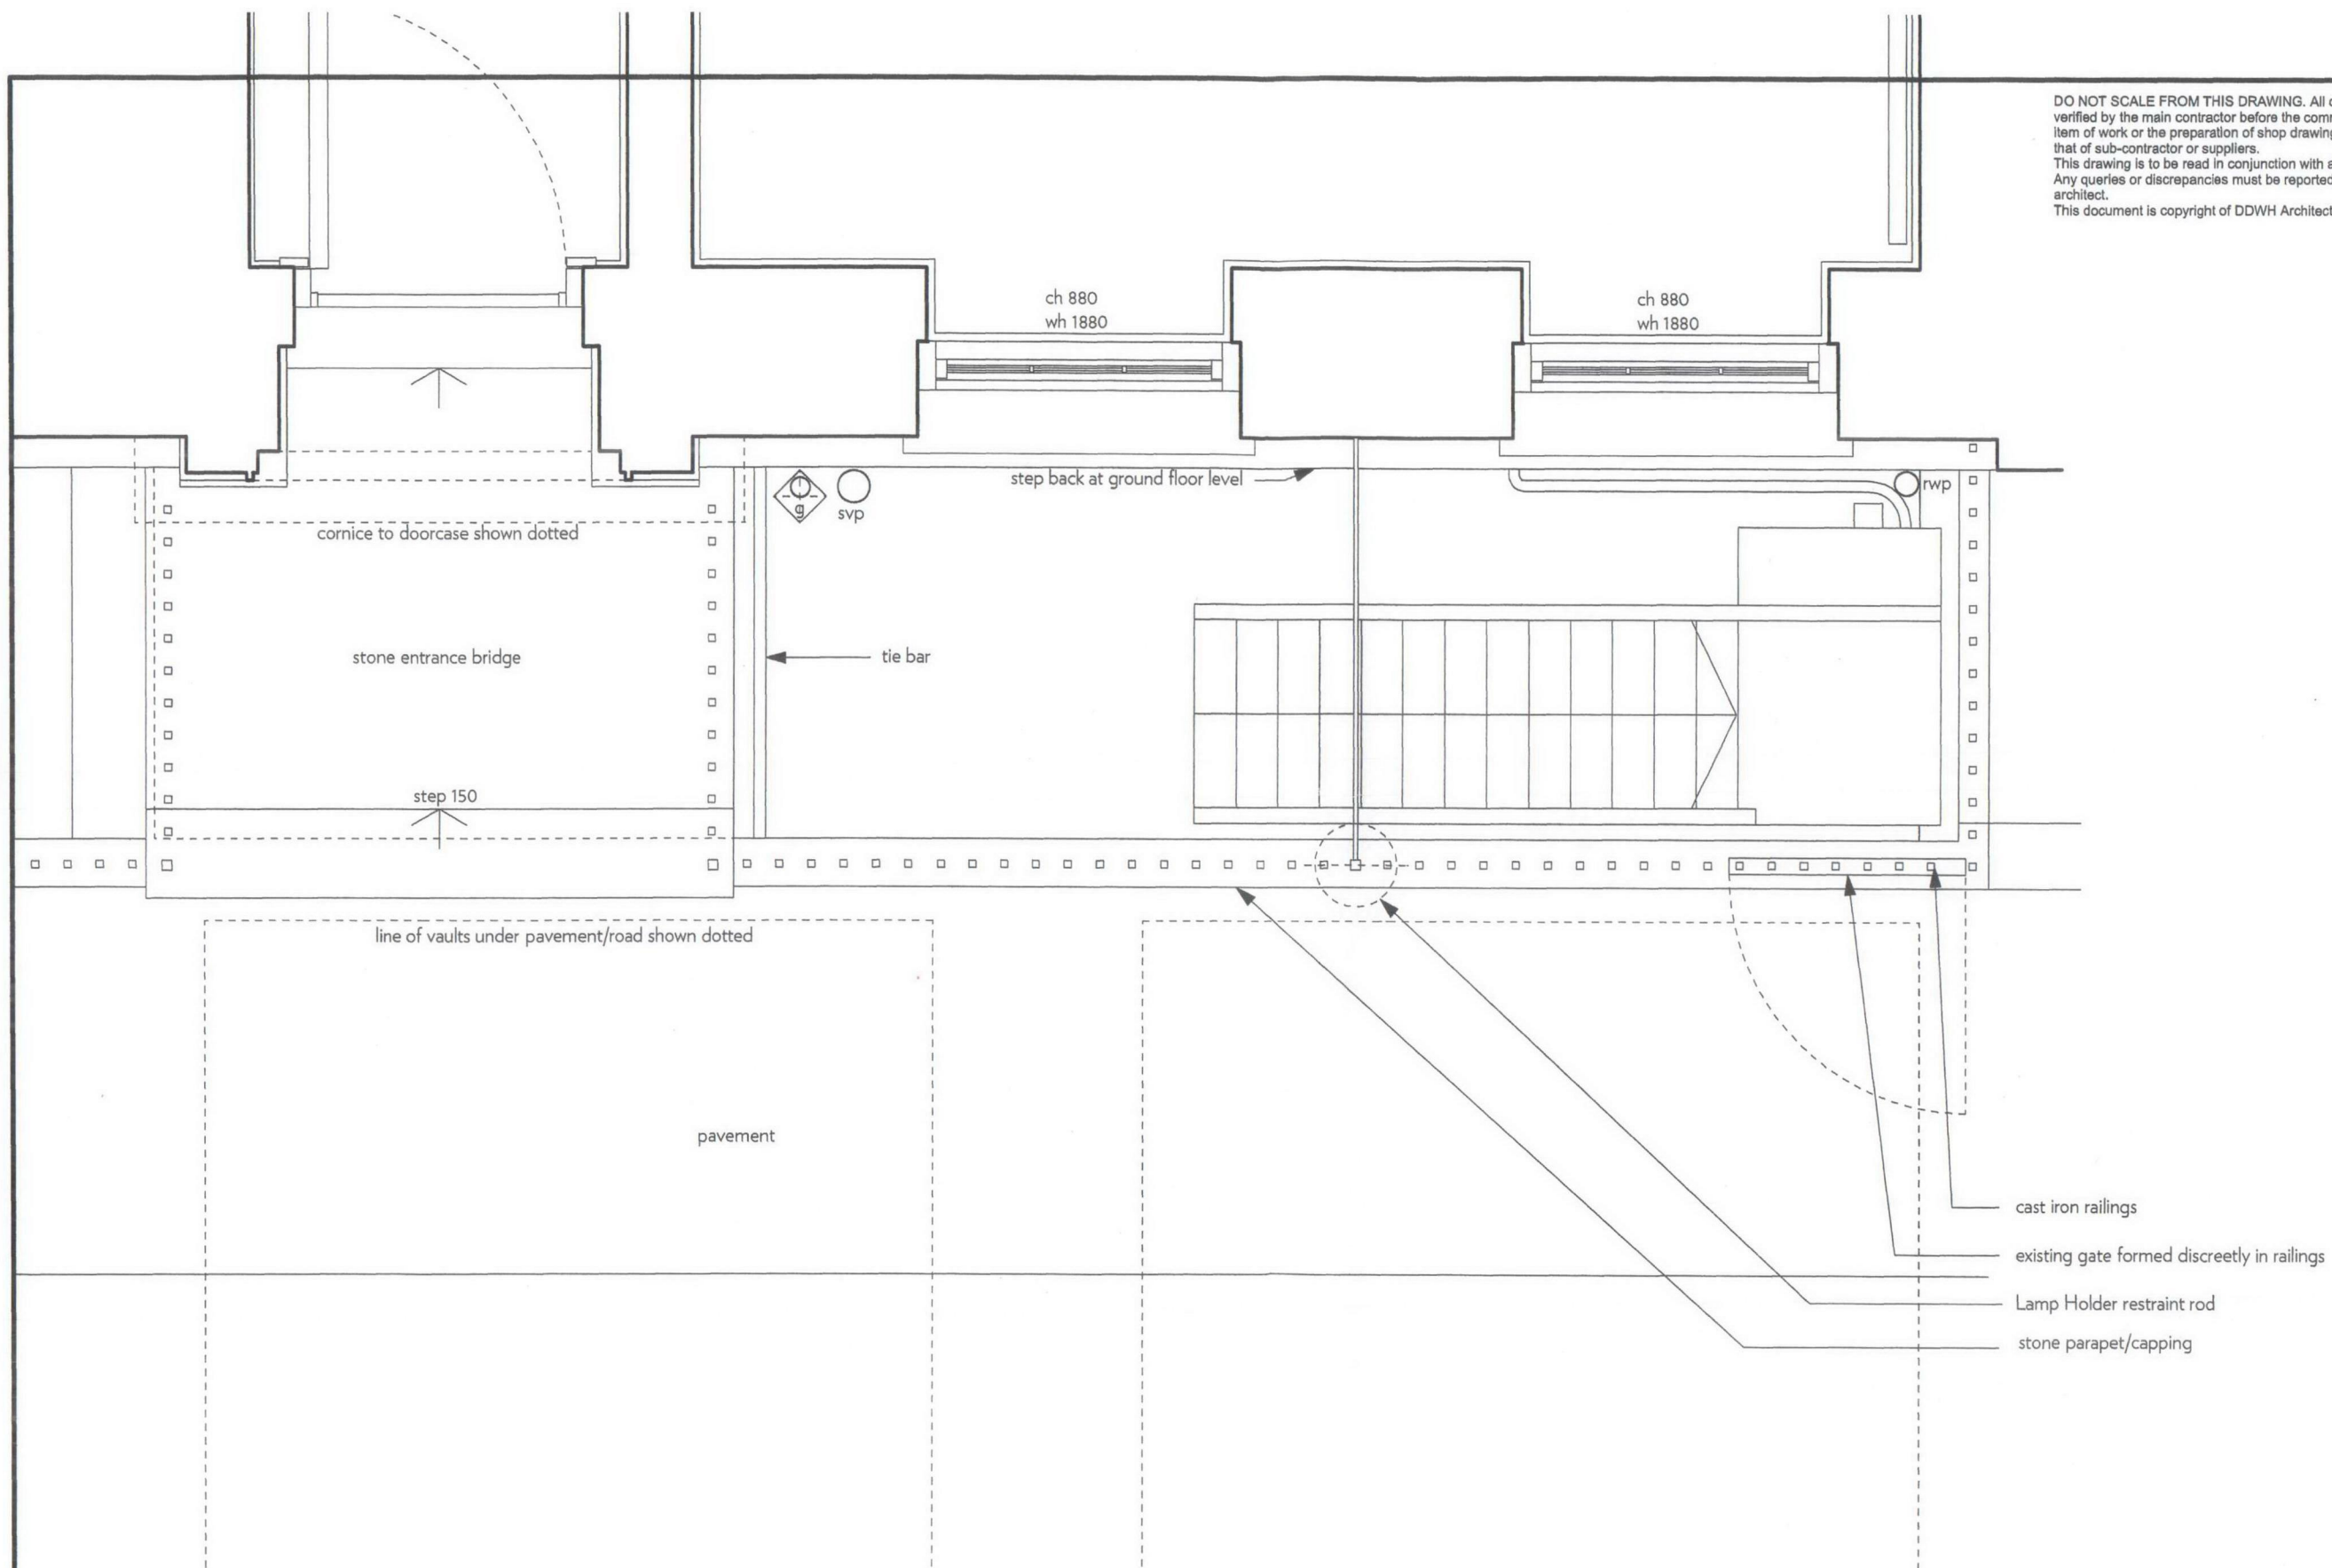 DO NOT SCALE FROM THIS DRAWING. All
verified by the main contractor before the
item of work or the preparation of shop
that of sub-contractor or suppliers.
This drawing is to be read in conjunction with
Any queries or discrepancies must be reported
architect.
This document is copyright of DDWH
ch 880
wh 1880
ch 880
wh 1880
step back at ground floor level
rwp
g
svp
cornice to doorcase shown dotted
stone entrance bridge
tie bar
step 150
line of vaults under pavement/road shown dotted
pavement
cast iron railings
existing gate formed discreetly in railings
Lamp Holder restraint rod
stone parapet/capping